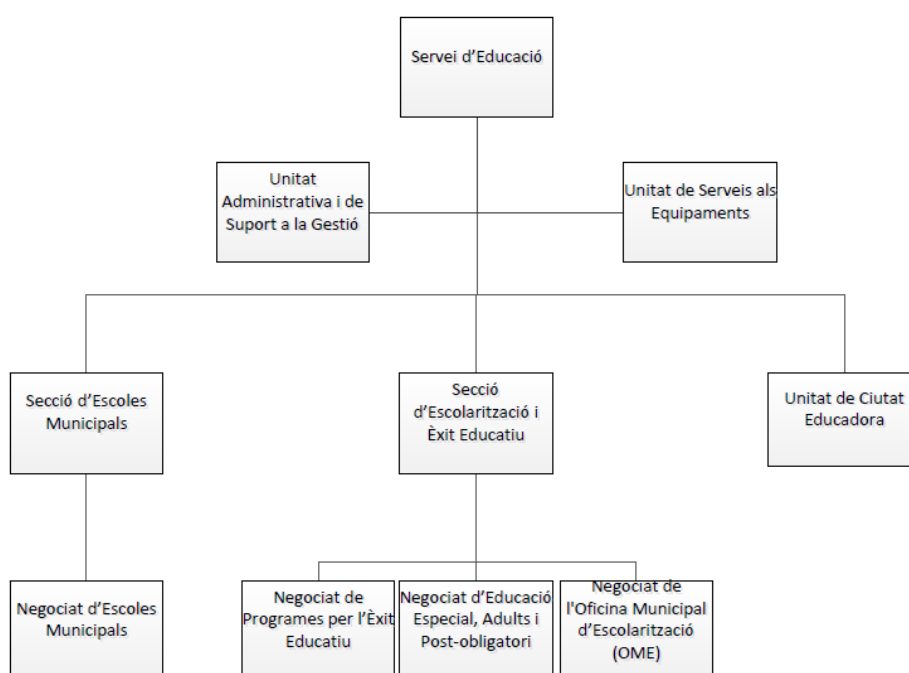 Servei d’Educació
Unitat
Administrativa i de
Suport a la Gestió
Unitat de Serveis als
Equipaments
Secció d’Escoles
Municipals
Secció
d’Escolarització i
Èxit Educatiu
Unitat de Ciutat
Educadora
Negociat d’Escoles
Municipals
Negociat de
Programes per l’Èxit
Educatiu
Negociat d’Educació
Especial, Adults i
Post-obligatori
Negociat de
l'Oficina Municipal
d’Escolarització
(OME)